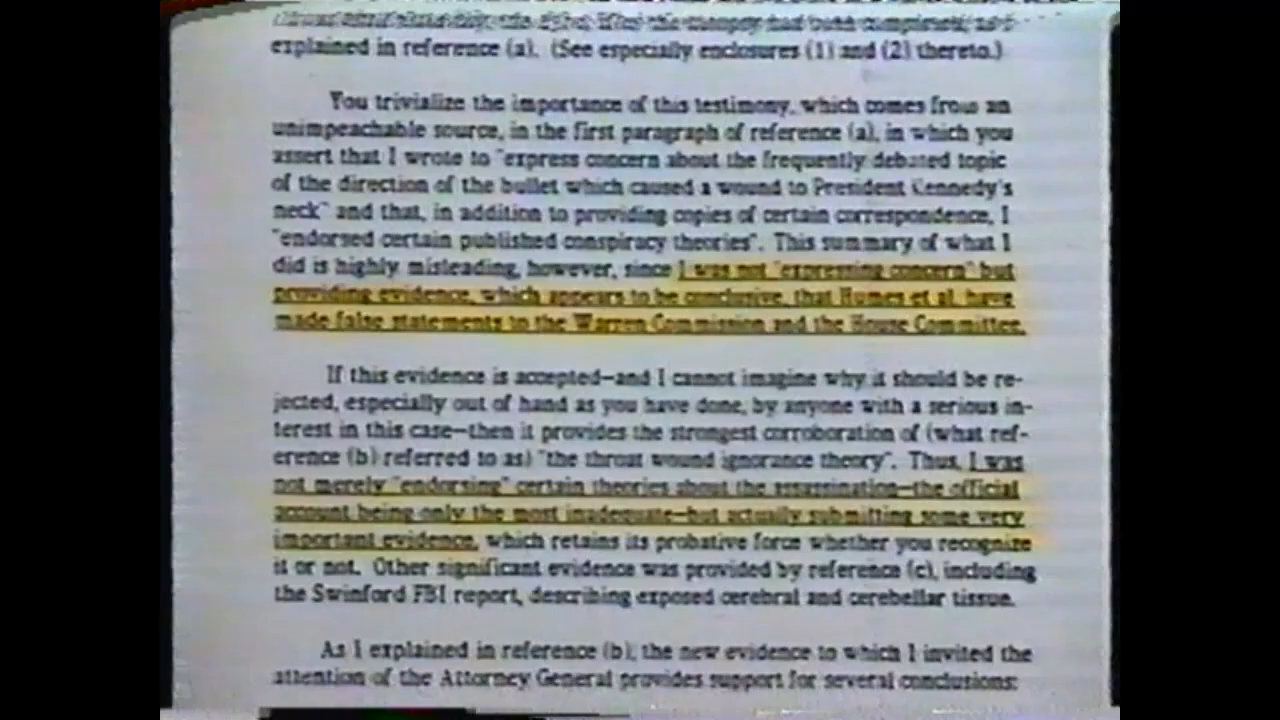 explained in reference (a). (See especially enclosures (1) and (2) thereto.)
You trivialize the importance of this testimony, which comes from an
unimpeachable source, in the first paragraph of reference (a), in which you
assert that I wrote to "express concern about the frequently debated topic
of the direction of the bullet which caused a wound to President Kennedy's
neck" and that, in addition to providing copies of certain correspondence, I
"endorsed certain published conspiracy theories". This summary of what I
did is highly misleading, however, since I was not "expressing concern" but
providing evidence, which appears to be conclusive, that Humes et al. have
made false statements to the Warren Commission and the House Committee.
If this evidence is accepted—and I cannot imagine why it should be re-
jected, especially out of hand as you have done, by anyone with a serious in-
terest in this case—then it provides the strongest corroboration of (what ref-
erence (b) referred to as) "the throat wound ignorance theory". Thus, I was
not merely "endorsing" certain theories about the assassination—the official
account being only the most inadequate—but actually submitting some very
important evidence, which retains its probative force whether you recognize
it or not. Other significant evidence was provided by reference (c), including
the Swinford FBI report, describing exposed cerebral and cerebellar tissue.
As I explained in reference (b), the new evidence to which I invited the
attention of the Attorney General provides support for several conclusions: